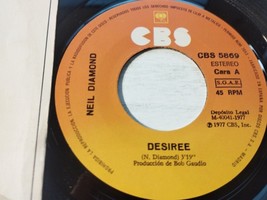 CBS
CBS 5869
ESTEREO
Cara A
S.G.A.E.
45 RPM
NEIL DIAMOND
Depósito Legal
M-40041-1977
℗ 1977 CBS, Inc.
DESIREE
(N. Diamond) 3'19"
Producción de Bob Gaudio